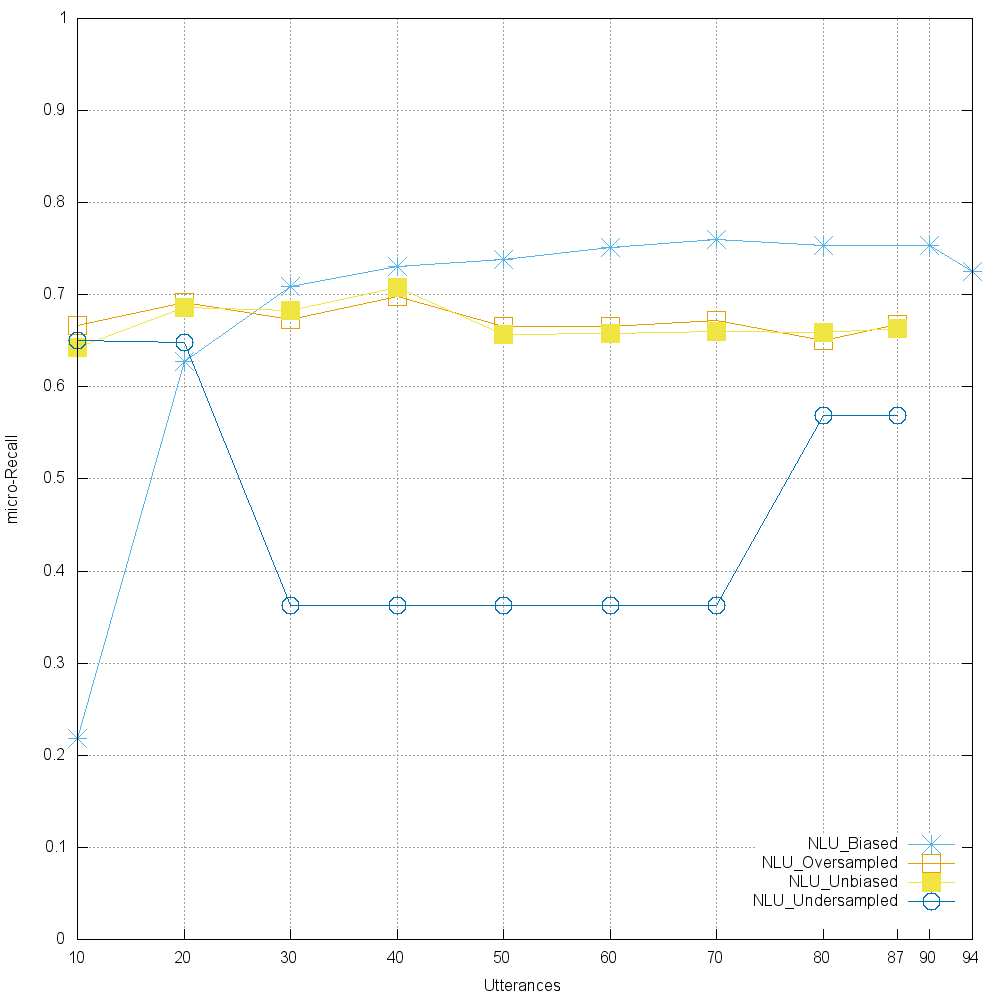 1
0.9
0.8
0.7
0.6
0.5
0.4
0.3
0.2
0.1
0
micro-Recall
NLU_Biased
NLU_Oversampled
NLU_Unbiased
NLU_Undersampled
10 20 30 40 50 60 70 80 87 90 94
Utterances